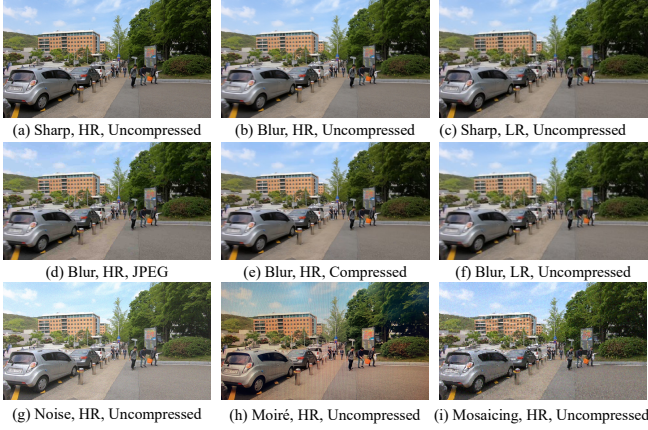 (a) Sharp, HR, Uncompressed
(b) Blur, HR, Uncompressed
(c) Sharp, LR, Uncompressed
(d) Blur, HR, JPEG
(e) Blur, HR, Compressed
(f) Blur, LR, Uncompressed
(g) Noise, HR, Uncompressed
(h) Moiré, HR, Uncompressed
(i) Mosaicing, HR, Uncompressed